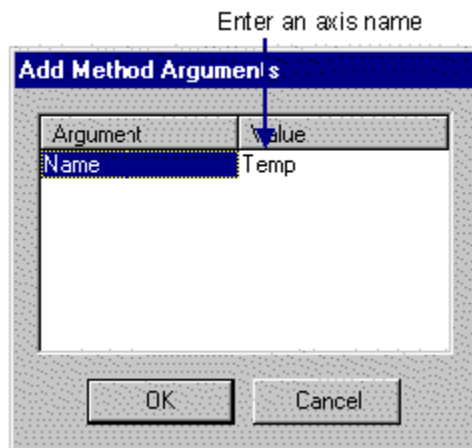 Enter an axis name
Add Method Arguments
Argument Value
Name Temp
OK Cancel